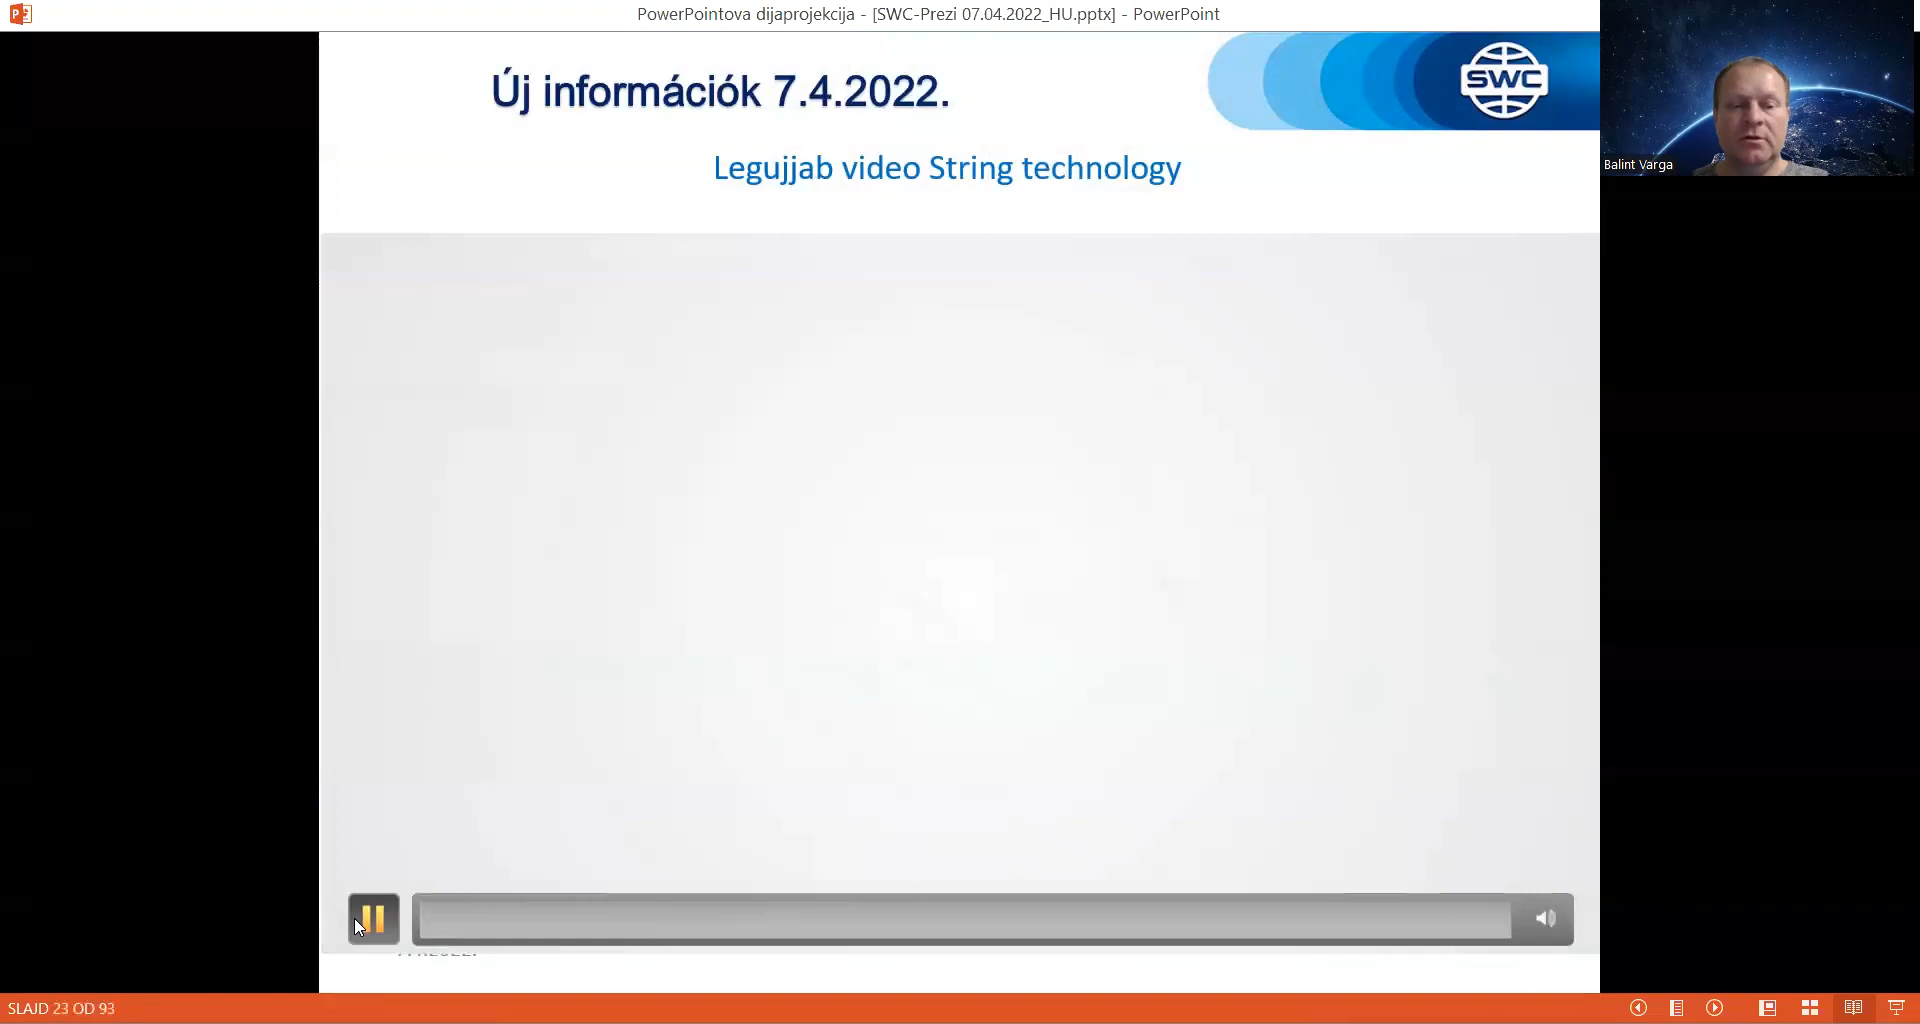 PowerPointova dijaprojekcija - [SWC-Prezi 07.04.2022_HU.pptx] - PowerPoint
Új információk 7.4.2022.
SWC
Balint Varga
Legujjab video String technology
SLAJD 23 OD 93